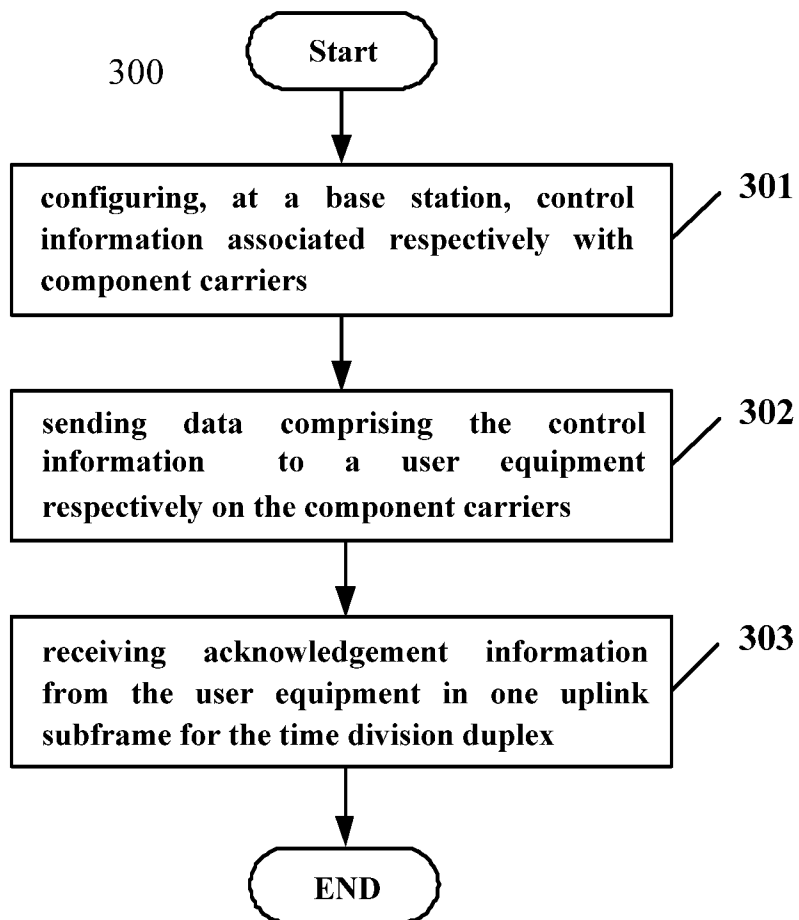 Start
300
configuring, at a base station, control
information associated respectively with
component carriers
301
sending data comprising the control
information to a user equipment
respectively on the component carriers
302
receiving acknowledgement information
from the user equipment in one uplink
subframe for the time division duplex
303
END